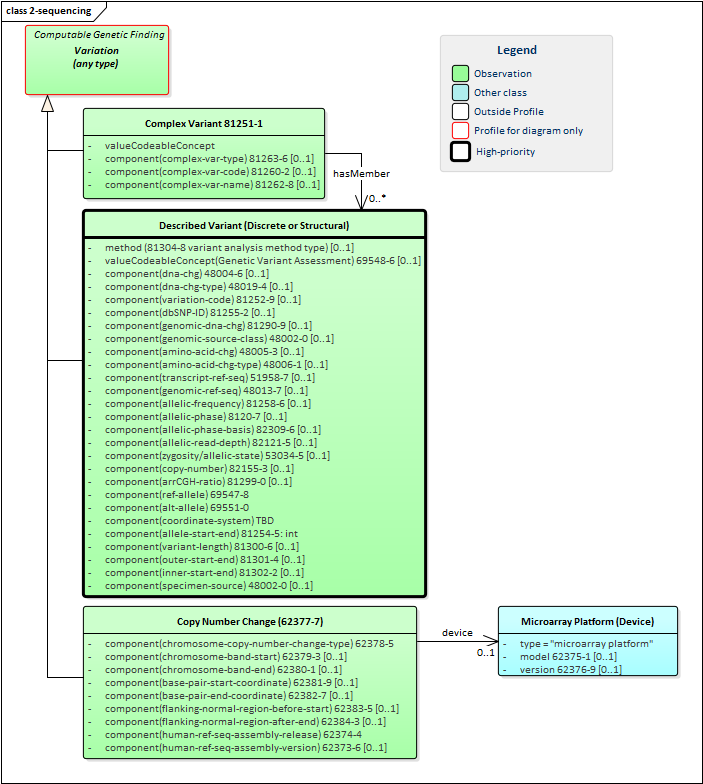 class 2-sequencing
Computable Genetic Finding
Variation
(any type)
Legend
Observation
Other class
Outside Profile
Profile for diagram only
High-priority
Complex Variant 81251-1
- valueCodeableConcept
- component(complex-var-type) 81263-6 [0..1]
- component(complex-var-code) 81260-2 [0..1]
- component(complex-var-name) 81262-8 [0..1]
hasMember
0..*
Described Variant (Discrete or Structural)
- method (81304-8 variant analysis method type) [0..1]
- valueCodeableConcept(Genetic Variant Assessment) 69548-6 [0..1]
- component(dna-chg) 48004-6 [0..1]
- component(dna-chg-type) 48019-4 [0..1]
- component(variation-code) 81252-9 [0..1]
- component(dbSNP-ID) 81255-2 [0..1]
- component(genomic-dna-chg) 81290-9 [0..1]
- component(genomic-source-class) 48002-0 [0..1]
- component(amino-acid-chg) 48005-3 [0..1]
- component(amino-acid-chg-type) 48006-1 [0..1]
- component(transcript-ref-seq) 51958-7 [0..1]
- component(genomic-ref-seq) 48013-7 [0..1]
- component(allelic-frequency) 81258-6 [0..1]
- component(allelic-phase) 8120-7 [0..1]
- component(allelic-phase-basis) 82309-6 [0..1]
- component(allelic-read-depth) 82121-5 [0..1]
- component(zygosity/allelic-state) 53034-5 [0..1]
- component(copy-number) 82155-3 [0..1]
- component(arrCGH-ratio) 81299-0 [0..1]
- component(ref-allele) 69547-8
- component(alt-allele) 69551-0
- component(coordinate-system) TBD
- component(allele-start-end) 81254-5: int
- component(variant-length) 81300-6 [0..1]
- component(outer-start-end) 81301-4 [0..1]
- component(inner-start-end) 81302-2 [0..1]
- component(specimen-source) 48002-0 [0..1]
Copy Number Change (62377-7)
- component(chromosome-copy-number-change-type) 62378-5
- component(chromosome-band-start) 62379-3 [0..1]
- component(chromosome-band-end) 62380-1 [0..1]
- component(base-pair-start-coordinate) 62381-9 [0..1]
- component(base-pair-end-coordinate) 62382-7 [0..1]
- component(flanking-normal-region-before-start) 62383-5 [0..1]
- component(flanking-normal-region-after-end) 62384-3 [0..1]
- component(human-ref-seq-assembly-release) 62374-4
- component(human-ref-seq-assembly-version) 62373-6 [0..1]
device
0..1
Microarray Platform (Device)
- type = "microarray platform"
- model 62375-1 [0..1]
- version 62376-9 [0..1]